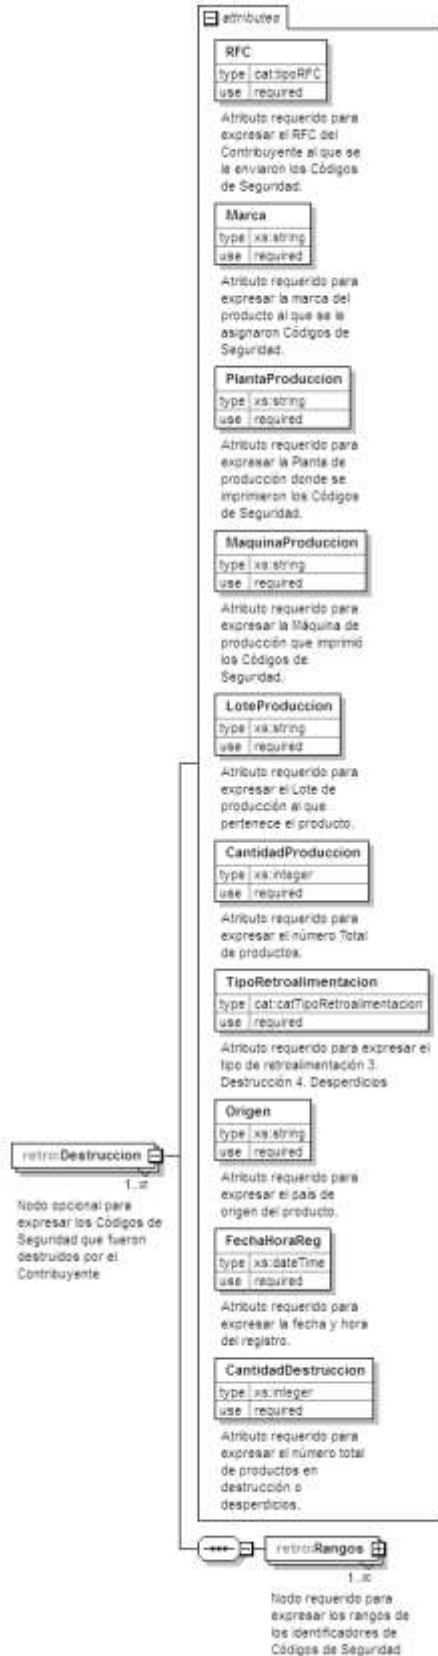 attributes
RFC
type cat:tipoRFC
use required
Atributo requerido para
expresar el RFC del
Contribuyente al que se
le enviaron los Códigos
de Seguridad.
Marca
type xs:string
use required
Atributo requerido para
expresar la marca del
producto al que se le
asignaron Códigos de
Seguridad.
PlantaProduccion
type xs:string
use required
Atributo requerido para
expresar la Planta de
producción donde se
imprimieron los Códigos
de Seguridad.
MaquinaProduccion
type xs:string
use required
Atributo requerido para
expresar la Máquina de
producción que imprimió
los Códigos de
Seguridad.
LoteProduccion
type xs:string
use required
Atributo requerido para
expresar el Lote de
producción al que
pertenece el producto.
CantidadProduccion
type xs:integer
use required
Atributo requerido para
expresar el número Total
de productos.
TipoRetroalimentacion
type cat:catTipoRetroalimentacion
use required
Atributo requerido para expresar el
tipo de retroalimentación 3.
Destrucción 4. Desperdicios
Origen
type xs:string
use required
Atributo requerido para
expresar el país de
origen del producto.
FechaHoraReg
type xs:dateTime
use required
Atributo requerido para
expresar la fecha y hora
del registro.
CantidadDestruccion
type xs:integer
use required
Atributo requerido para
expresar el número total
de productos en
destrucción o
desperdicios.
retro:Destruccion
1..∞
Nodo opcional para
expresar los Códigos de
Seguridad que fueron
destruidos por el
Contribuyente
retro:Rangos
1..∞
Nodo requerido para
expresar los rangos de
los identificadores de
Códigos de Seguridad